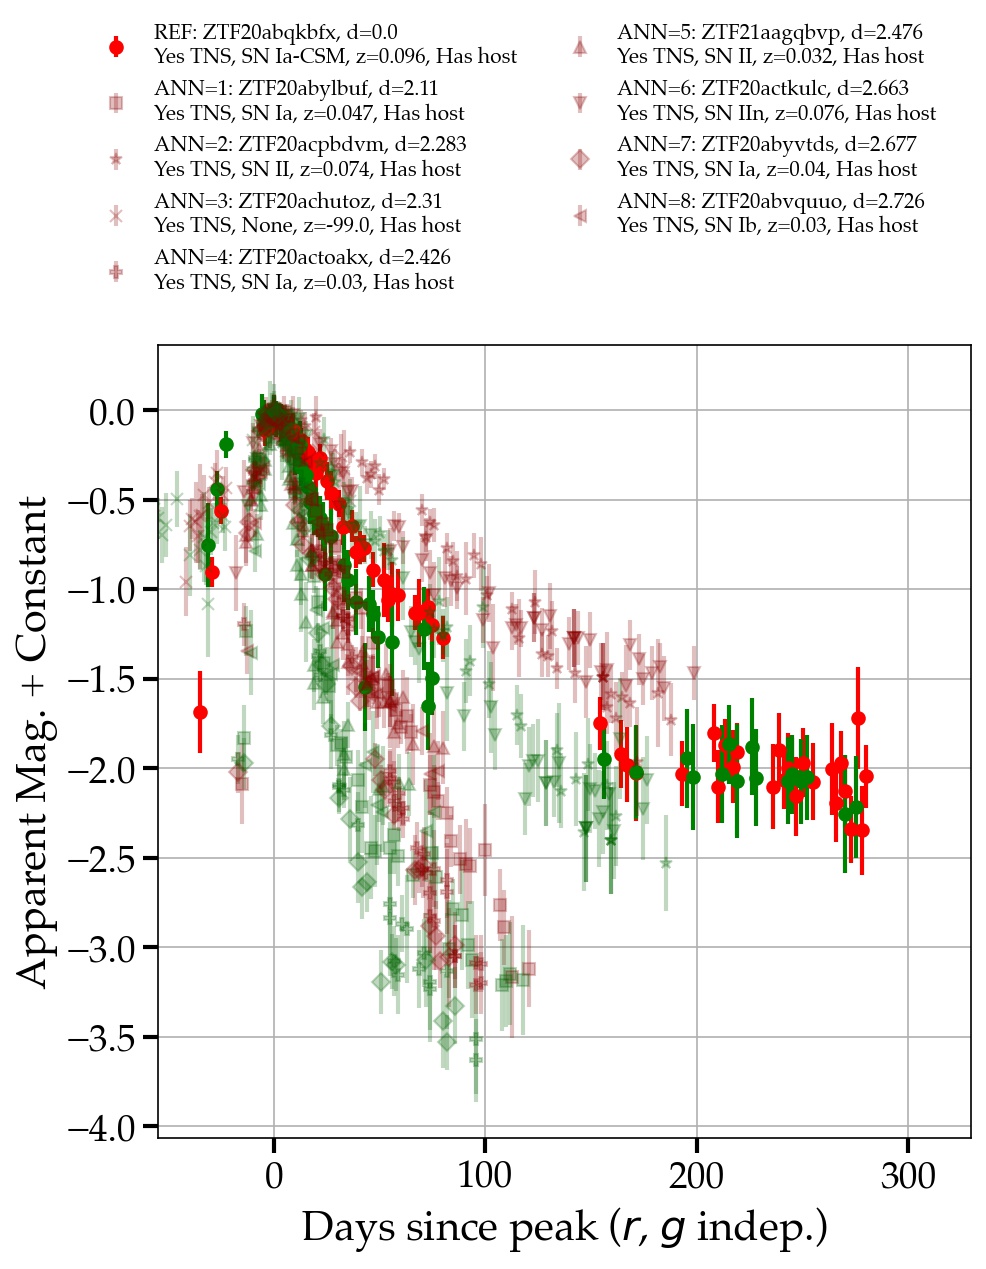 REF: ZTF20abqkbfx, d=0.0
Yes TNS, SN Ia-CSM, z=0.096, Has host
ANN=1: ZTF20abylbuf, d=2.11
Yes TNS, SN Ia, z=0.047, Has host
ANN=2: ZTF20acpbdvm, d=2.283
Yes TNS, SN II, z=0.074, Has host
ANN=3: ZTF20achutoz, d=2.31
Yes TNS, None, z=-99.0, Has host
ANN=4: ZTF20actoakx, d=2.426
Yes TNS, SN Ia, z=0.03, Has host
ANN=5: ZTF21aagqbvp, d=2.476
Yes TNS, SN II, z=0.032, Has host
ANN=6: ZTF20actkulc, d=2.663
Yes TNS, SN IIn, z=0.076, Has host
ANN=7: ZTF20abyvtds, d=2.677
Yes TNS, SN Ia, z=0.04, Has host
ANN=8: ZTF20abvquuo, d=2.726
Yes TNS, SN Ib, z=0.03, Has host
Apparent Mag. + Constant
0.0
−0.5
−1.0
−1.5
−2.0
−2.5
−3.0
−3.5
−4.0
0
100
200
300
Days since peak (r, g indep.)